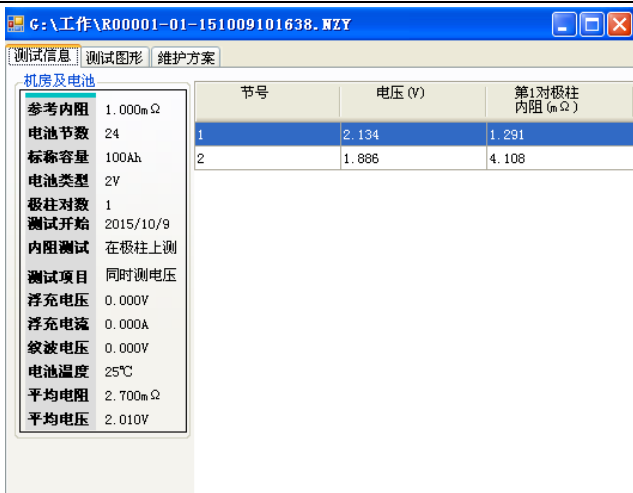 G:\工作\R00001-01-151009101638.NZY
测试信息 测试图形 维护方案
机房及电池
参考内阻 1.000mΩ
电池节数 24
标称容量 100Ah
电池类型 2V
极柱对数 1
测试开始 2015/10/9
内阻测试 在极柱上测
测试项目 同时测电压
浮充电压 0.000V
浮充电流 0.000A
纹波电压 0.000V
电池温度 25℃
平均电阻 2.700mΩ
平均电压 2.010V
节号 电压(V) 第1对极柱
内阻(mΩ)
1 2.134 1.291
2 1.886 4.108